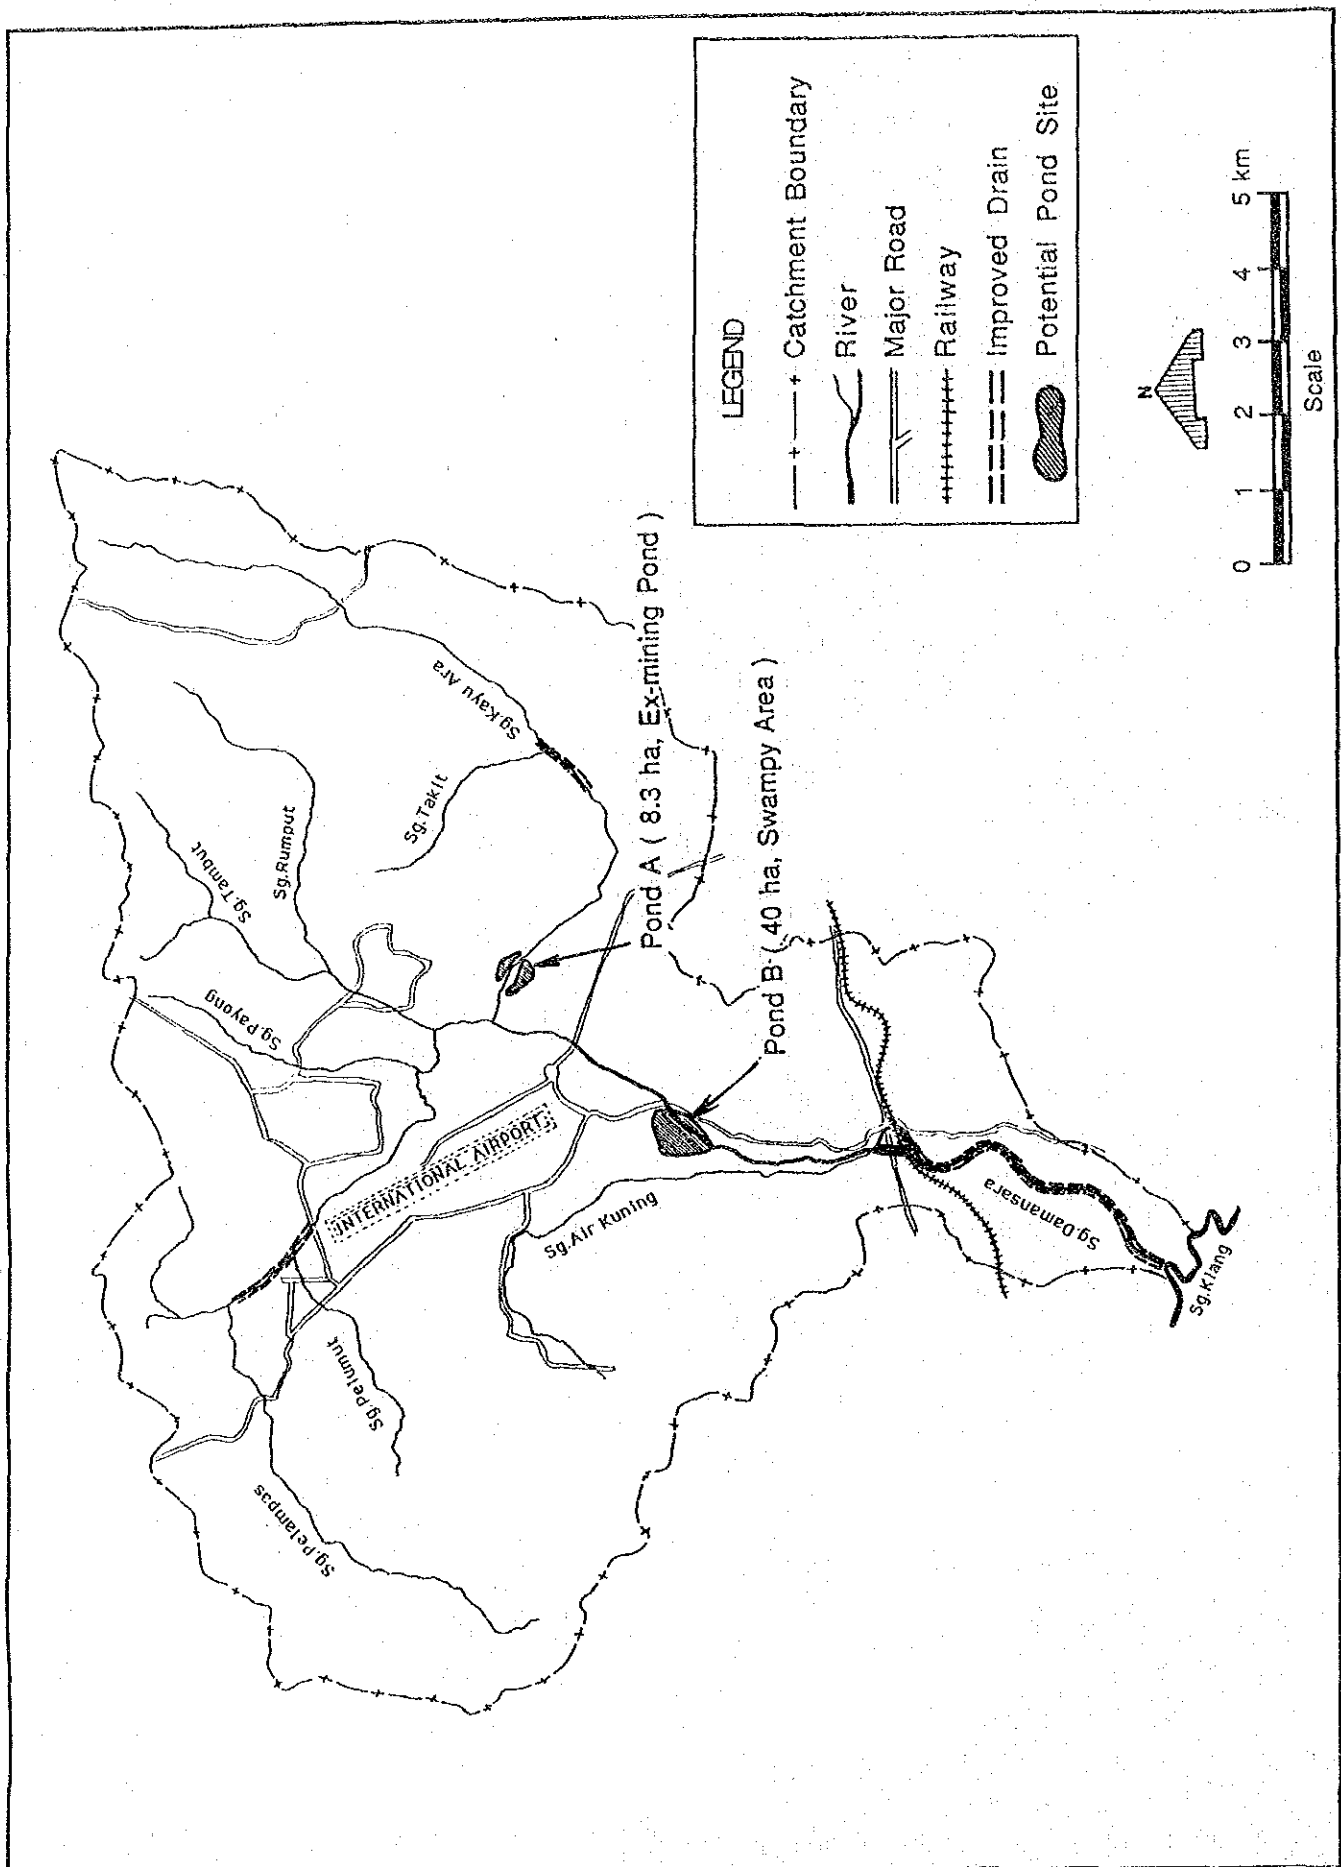 Sg.Pelampas
Sg.Pelumut
INTERNATIONAL AIRPORT
Sg.Payong
Sg.Tambut
Sg.Rumput
Sg.Takit
Sg.Kayu Ara
Sg.Air Kuning
Pond A ( 8.3 ha, Ex-mining Pond )
Pond B ( 40 ha, Swampy Area )
Sg.Damansara
Sg.Klang
LEGEND
Catchment Boundary
River
Major Road
Railway
Improved Drain
Potential Pond Site
N
0 1 2 3 4 5 km
Scale